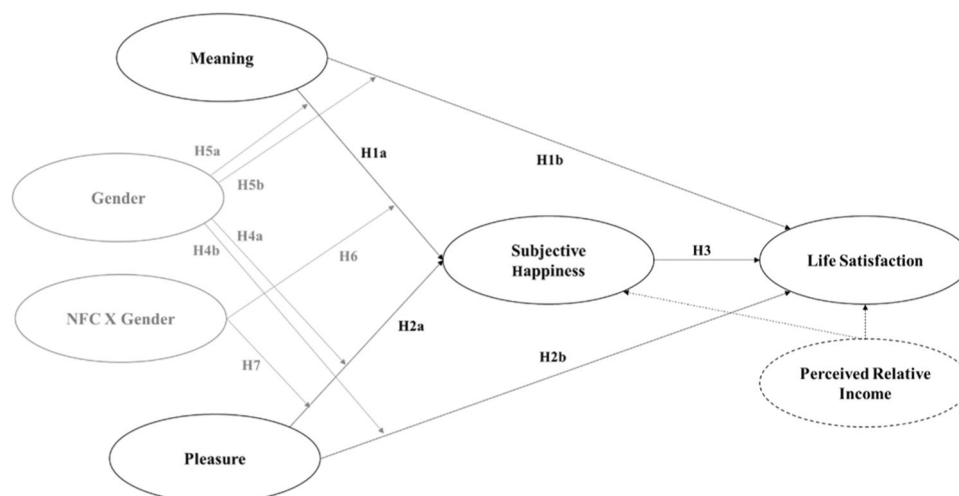 Meaning
H5a
H1a
H1b
H5b
Gender
H4a
H4b
H6
Subjective
Happiness
H3
Life Satisfaction
NFC X Gender
H2a
H7
H2b
Perceived Relative
Income
Pleasure